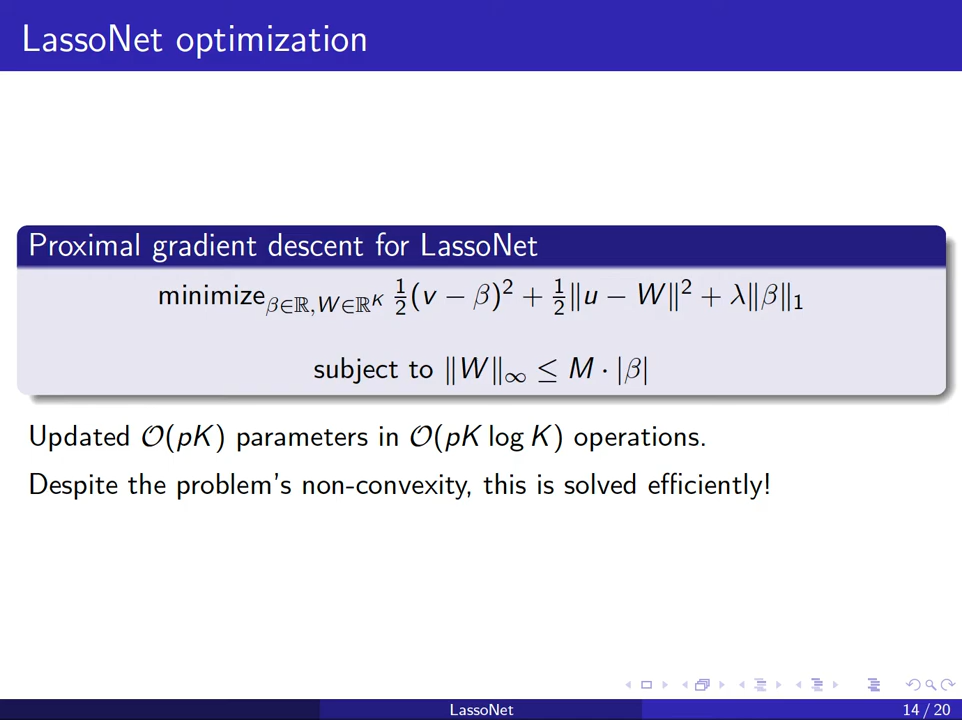 LassoNet optimization
Proximal gradient descent for LassoNet
minimize_{β∈ℝ,W∈ℝ^K} ½(v − β)² + ½‖u − W‖² + λ‖β‖₁
subject to ‖W‖_∞ ≤ M · |β|
Updated 𝒪(pK) parameters in 𝒪(pK log K) operations.
Despite the problem's non-convexity, this is solved efficiently!
LassoNet
14 / 20